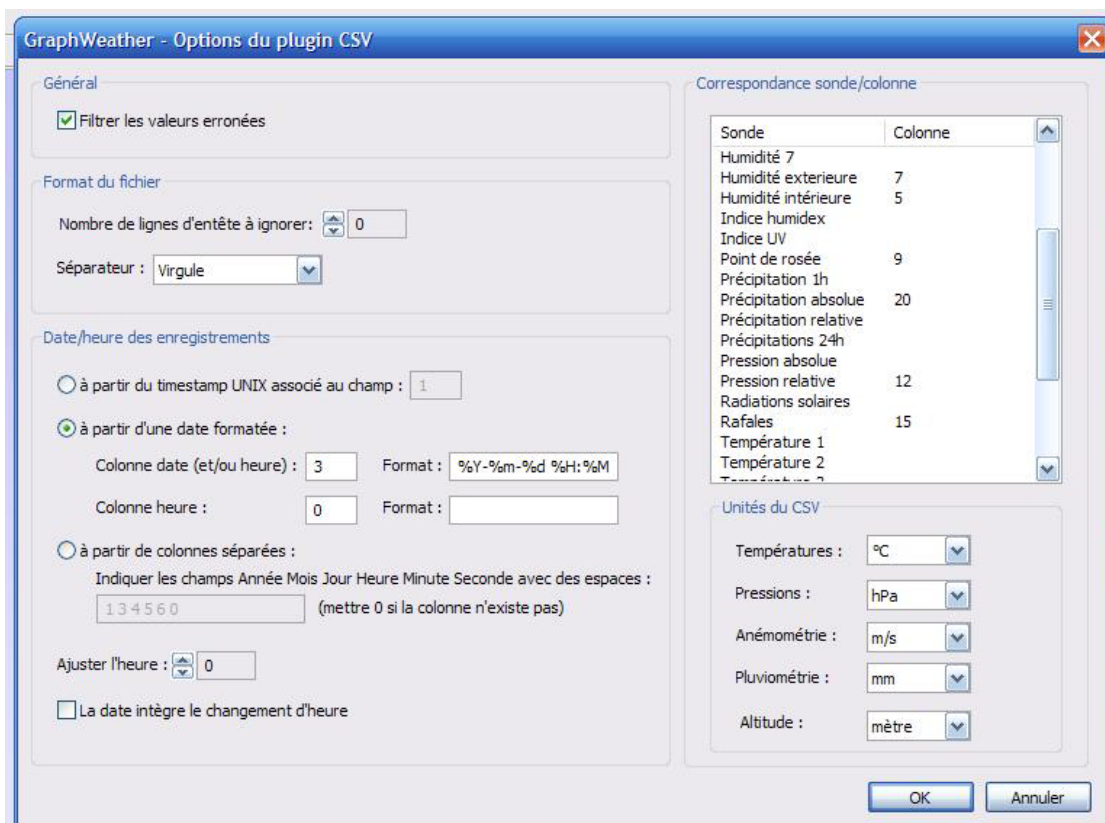 GraphWeather - Options du plugin CSV
Général
Filtrer les valeurs erronées
Format du fichier
Nombre de lignes d'entête à ignorer: 0
Séparateur : Virgule
Date/heure des enregistrements
à partir du timestamp UNIX associé au champ : 1
à partir d'une date formatée :
Colonne date (et/ou heure) : 3 Format : %Y-%m-%d %H:%M
Colonne heure : 0 Format :
à partir de colonnes séparées :
Indiquer les champs Année Mois Jour Heure Minute Seconde avec des espaces :
1 3 4 5 6 0 (mettre 0 si la colonne n'existe pas)
Ajuster l'heure : 0
La date intègre le changement d'heure
Correspondance sonde/colonne
Sonde Colonne
Humidité 7
Humidité exterieure 7
Humidité intérieure 5
Indice humidex
Indice UV
Point de rosée 9
Précipitation 1h
Précipitation absolue 20
Précipitation relative
Précipitations 24h
Pression absolue
Pression relative 12
Radiations solaires
Rafales 15
Température 1
Température 2
Unités du CSV
Températures : °C
Pressions : hPa
Anémométrie : m/s
Pluviométrie : mm
Altitude : mètre
OK Annuler